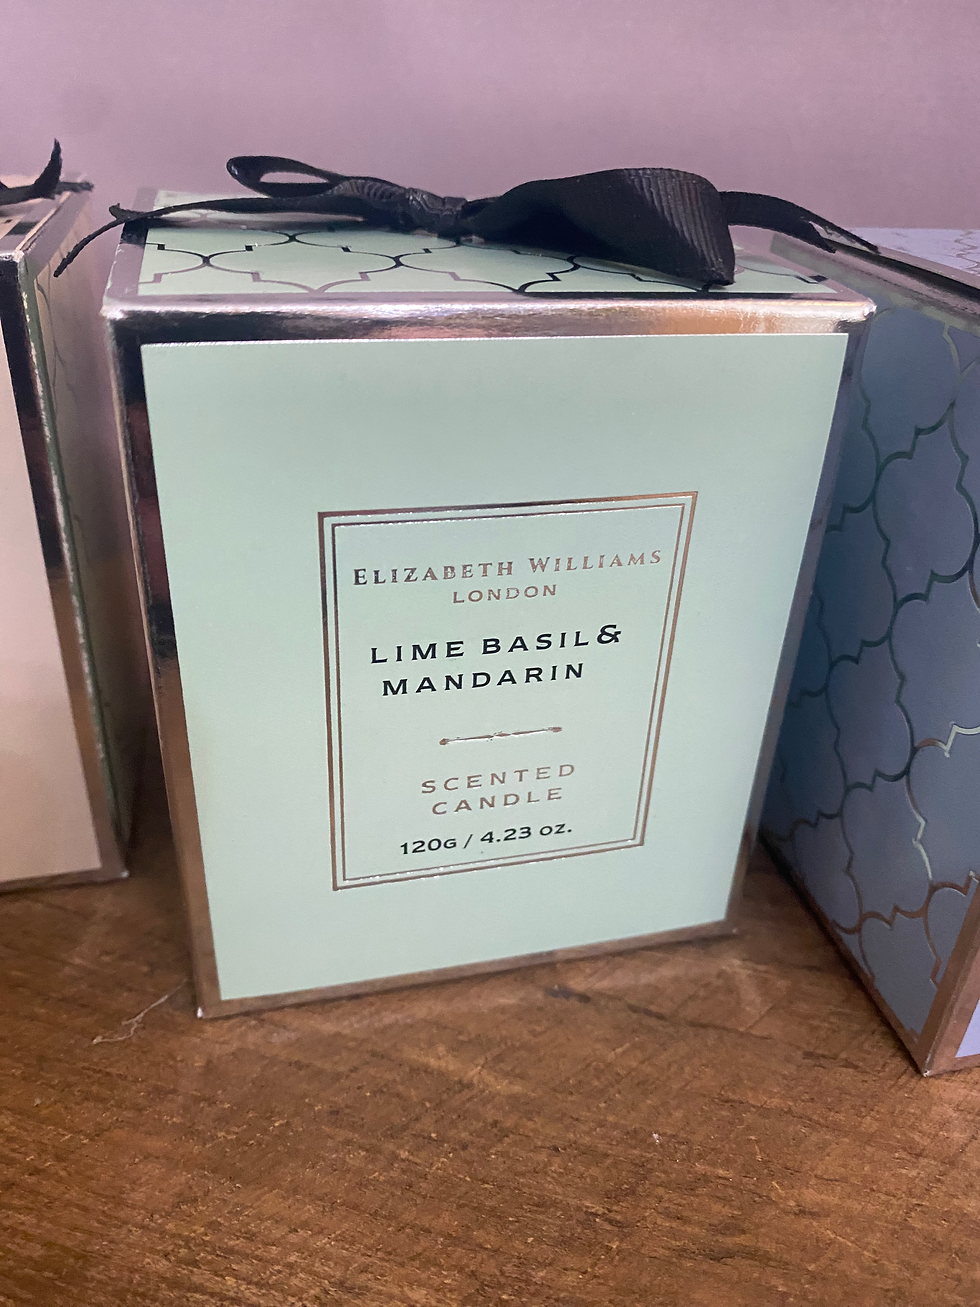 ELIZABETH WILLIAMS
LONDON
LIME BASIL &
MANDARIN
SCENTED
CANDLE
120G / 4.23 OZ.